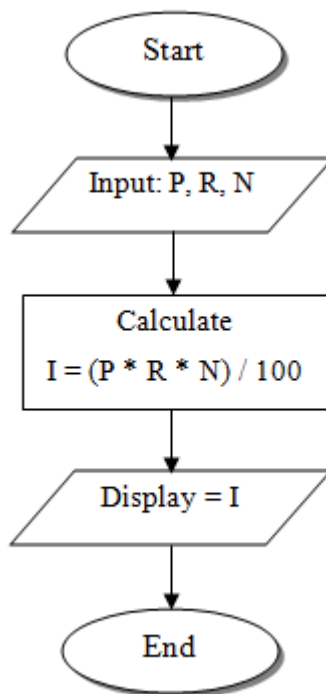 Start
Input: P, R, N
Calculate
I = (P * R * N) / 100
Display = I
End